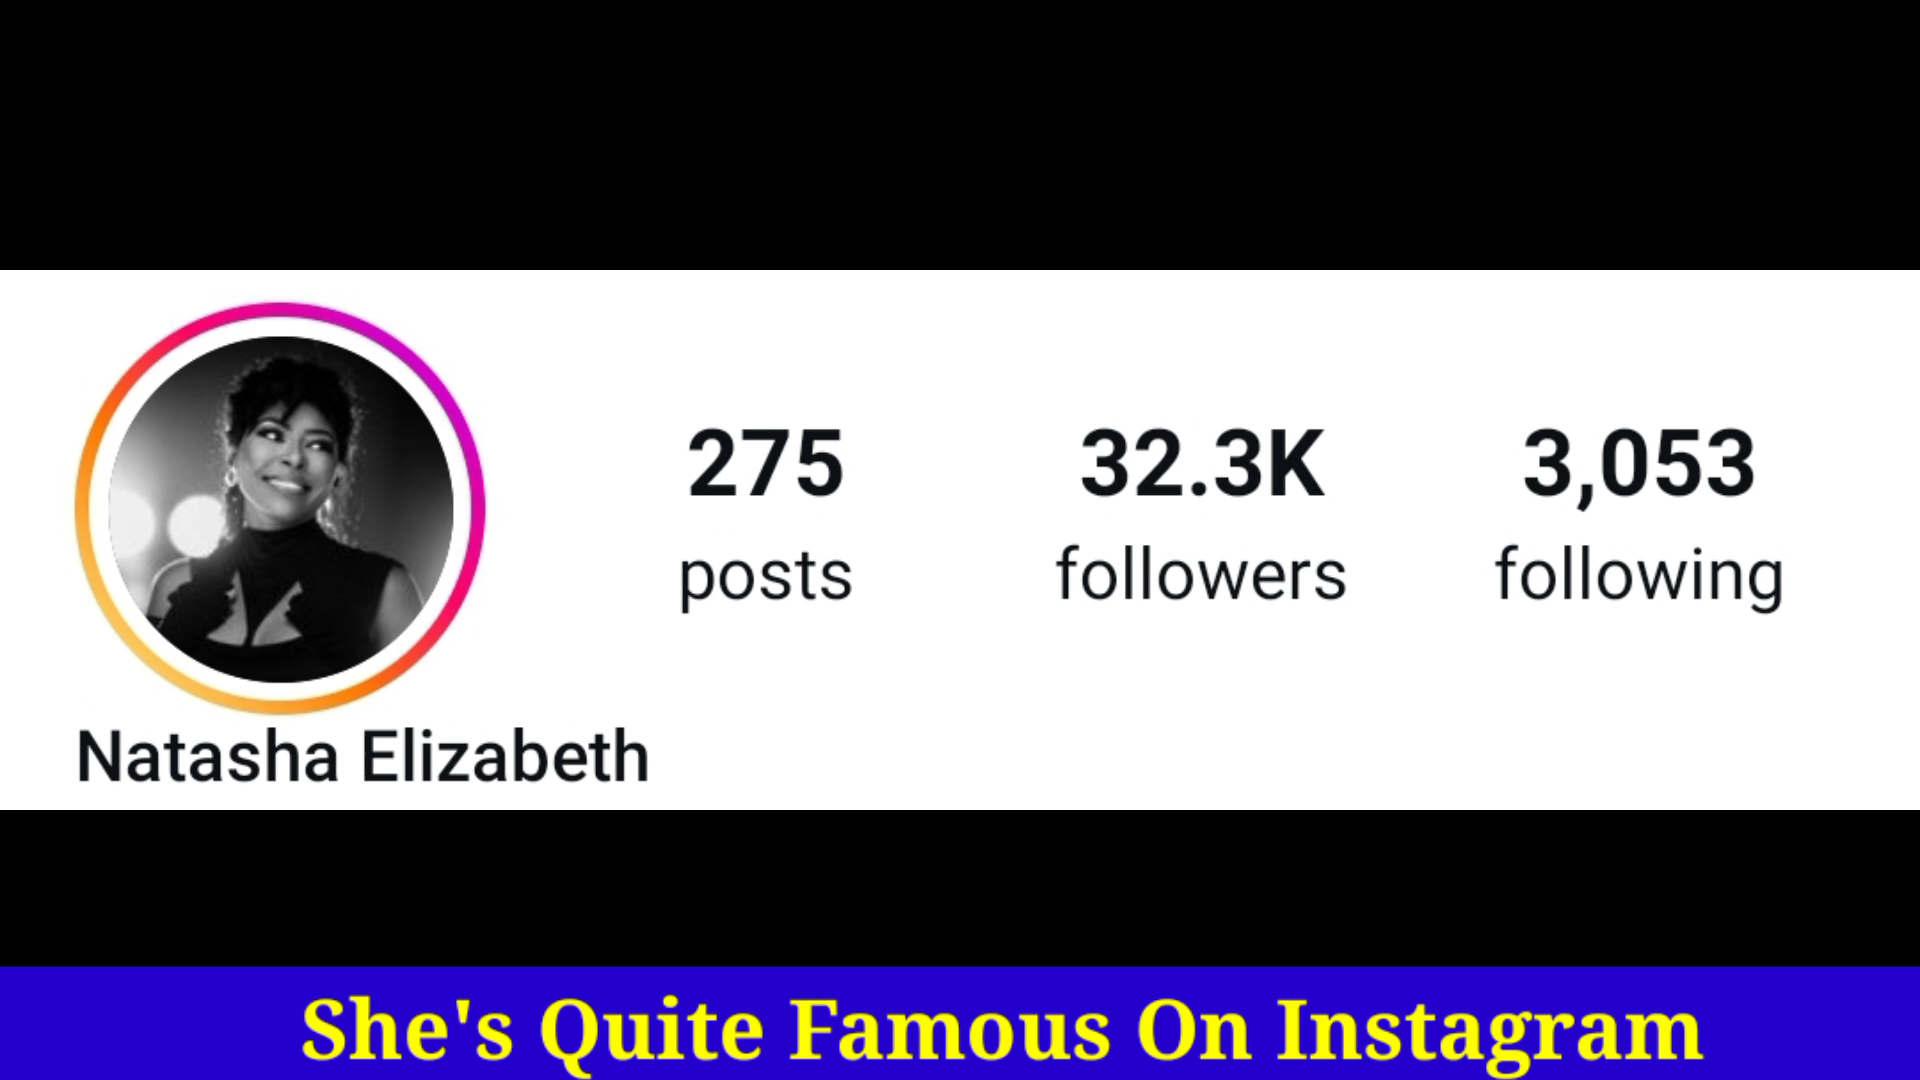 275 32.3K 3,053
posts followers following
Natasha Elizabeth
She's Quite Famous On Instagram